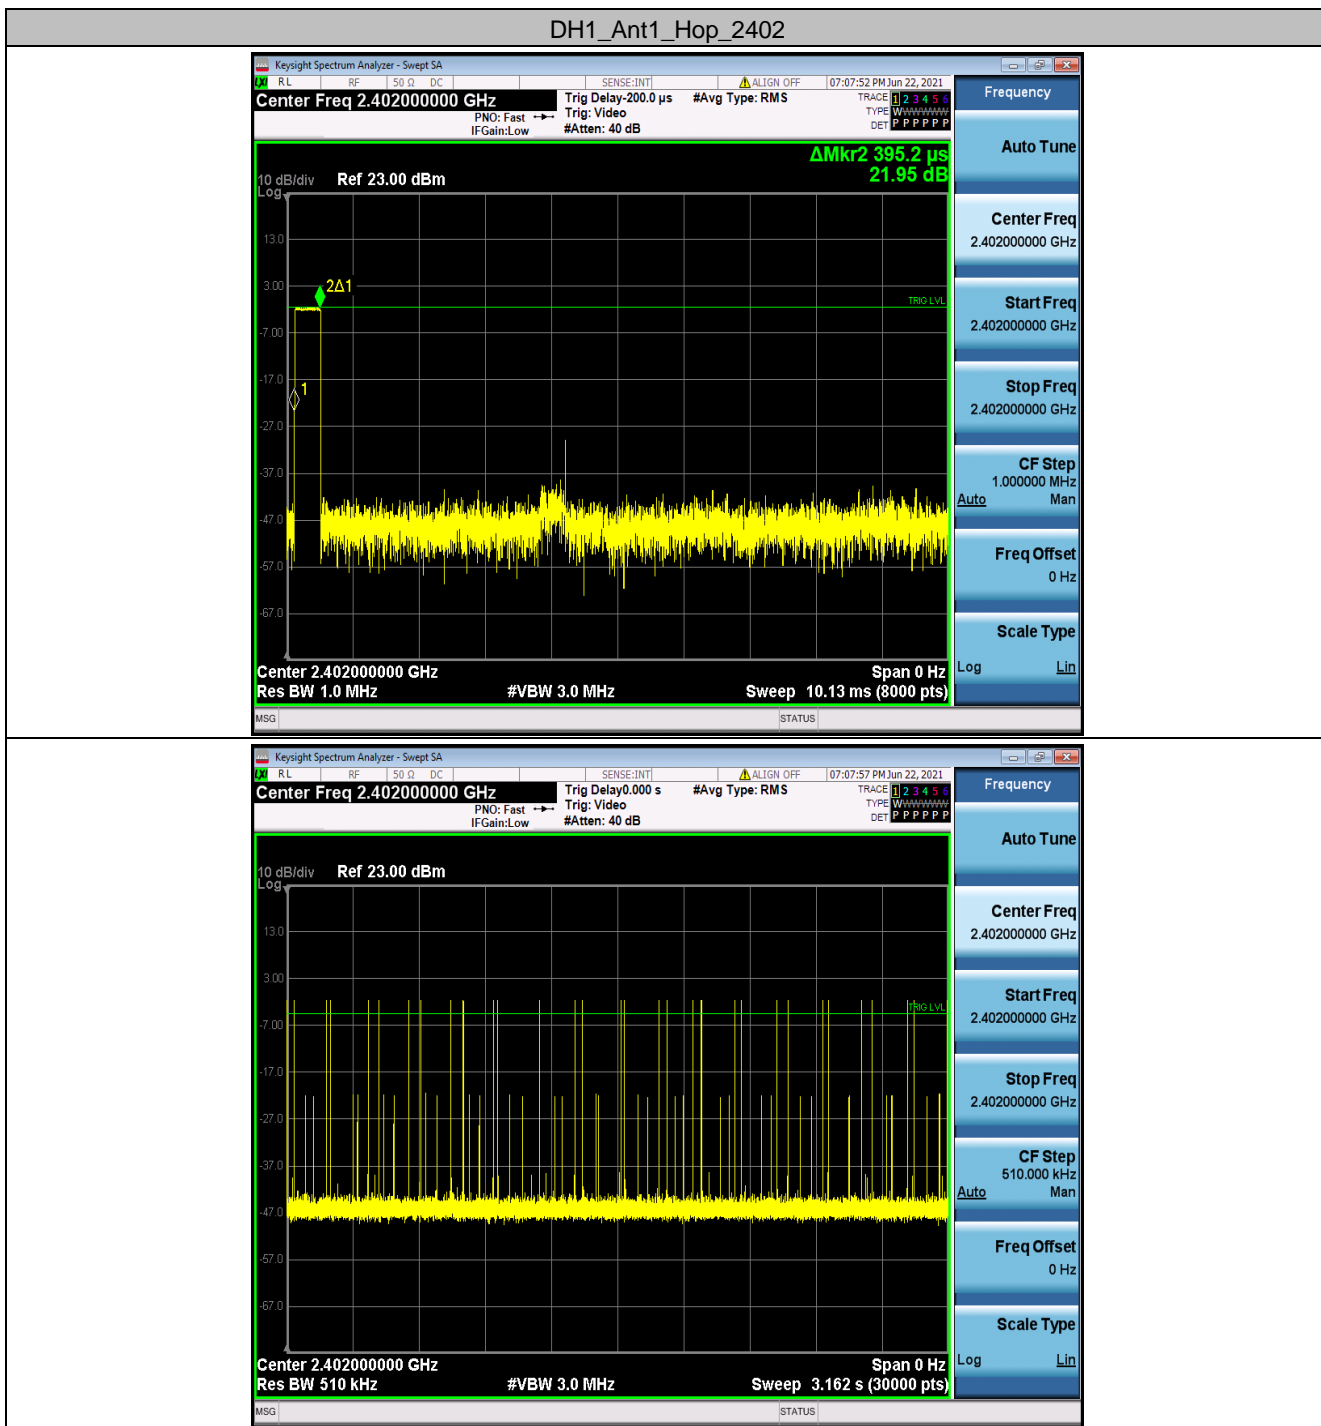 DH1_Ant1_Hop_2402
Keysight Spectrum Analyzer - Swept SA
LXI RL RF 50 Ω DC SENSE:INT ALIGN OFF 07:07:52 PM Jun 22, 2021
Center Freq 2.402000000 GHz Trig Delay-200.0 µs #Avg Type: RMS TRACE 1 2 3 4 5 6
PNO: Fast Trig: Video TYPE WWWWWW
IFGain:Low #Atten: 40 dB DET P P P P P P
ΔMkr2 395.2 µs
21.95 dB
10 dB/div Ref 23.00 dBm
Log
13.0
3.00
2Δ1
TRIG LVL
-7.00
-17.0
1
-27.0
-37.0
-47.0
-57.0
-67.0
Center 2.402000000 GHz Span 0 Hz
Res BW 1.0 MHz #VBW 3.0 MHz Sweep 10.13 ms (8000 pts)
MSG STATUS
Frequency
Auto Tune
Center Freq
2.402000000 GHz
Start Freq
2.402000000 GHz
Stop Freq
2.402000000 GHz
CF Step
1.000000 MHz
Auto Man
Freq Offset
0 Hz
Scale Type
Log Lin
Keysight Spectrum Analyzer - Swept SA
LXI RL RF 50 Ω DC SENSE:INT ALIGN OFF 07:07:57 PM Jun 22, 2021
Center Freq 2.402000000 GHz Trig Delay0.000 s #Avg Type: RMS TRACE 1 2 3 4 5 6
PNO: Fast Trig: Video TYPE WWWWWW
IFGain:Low #Atten: 40 dB DET P P P P P P
10 dB/div Ref 23.00 dBm
Log
13.0
3.00
TRIG LVL
-7.00
-17.0
-27.0
-37.0
-47.0
-57.0
-67.0
Center 2.402000000 GHz Span 0 Hz
Res BW 510 kHz #VBW 3.0 MHz Sweep 3.162 s (30000 pts)
MSG STATUS
Frequency
Auto Tune
Center Freq
2.402000000 GHz
Start Freq
2.402000000 GHz
Stop Freq
2.402000000 GHz
CF Step
510.000 kHz
Auto Man
Freq Offset
0 Hz
Scale Type
Log Lin